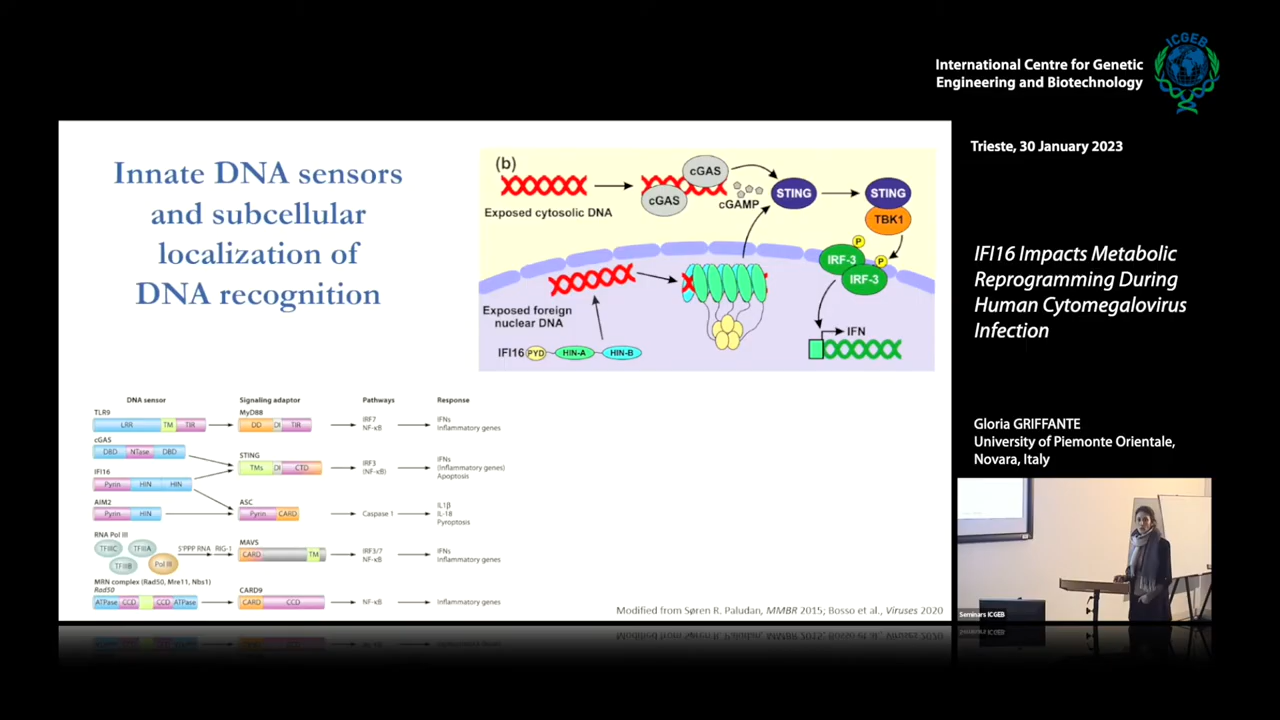 International Centre for Genetic
Engineering and Biotechnology
ICGEB
Trieste, 30 January 2023
IFI16 Impacts Metabolic
Reprogramming During
Human Cytomegalovirus
Infection
Gloria GRIFFANTE
University of Piemonte Orientale,
Novara, Italy
Seminars ICGEB
Innate DNA sensors
and subcellular
localization of
DNA recognition
(b)
cGAS
cGAS
Exposed cytosolic DNA
cGAMP
STING
STING
TBK1
P
P
IRF-3
IRF-3
Exposed foreign
nuclear DNA
IFI16 PYD HIN-A HIN-B
IFN
DNA sensor Signaling adaptor Pathways Response
TLR9 MyD88
LRR TM TIR DD DI TIR IRF7 IFNs
NF-κB Inflammatory genes
cGAS STING
DBD NTase DBD TMs DI CTD IRF3 IFNs
(NF-κB) (Inflammatory genes)
Apoptosis
IFI16
Pyrin HIN HIN
AIM2 ASC
Pyrin HIN Pyrin CARD Caspase 1 IL1β
IL-18
Pyroptosis
RNA Pol III MAVS
TFIIIC TFIIIA 5'PPP RNA RIG-1 CARD TM IRF3/7 IFNs
TFIIIB Pol III NF-κB Inflammatory genes
MRN complex (Rad50, Mre11, Nbs1) CARD9
Rad50
ATPase CCD CCD ATPase CARD CCD NF-κB Inflammatory genes
Modified from Søren R. Paludan, MMBR 2015; Bosso et al., Viruses 2020